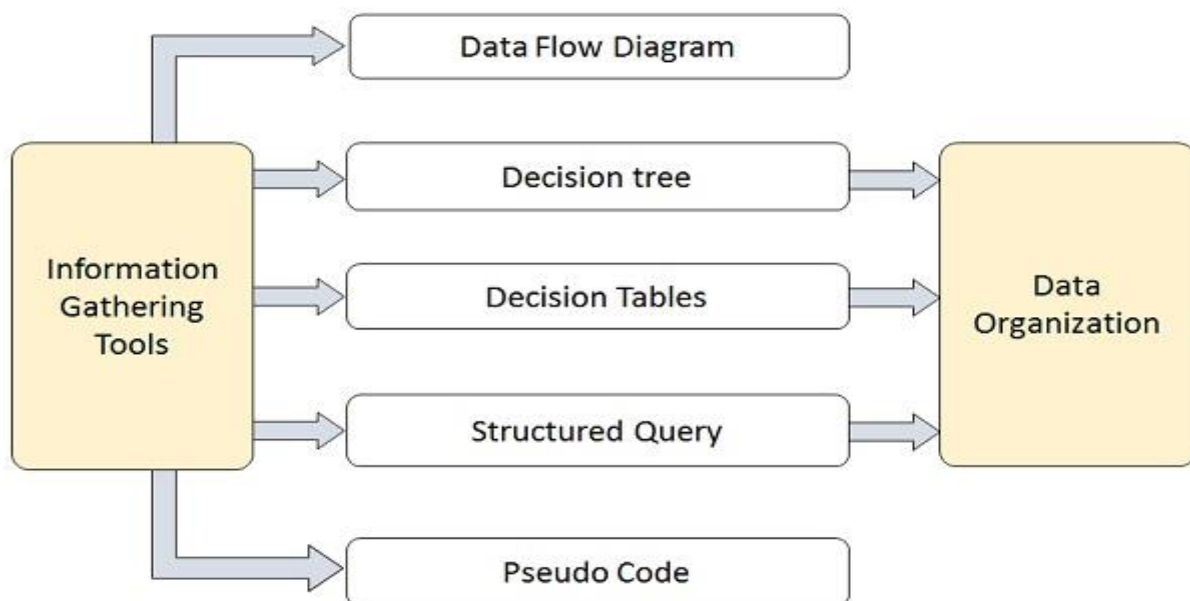 Data Flow Diagram
Decision tree
Information
Gathering
Tools
Decision Tables
Data
Organization
Structured Query
Pseudo Code